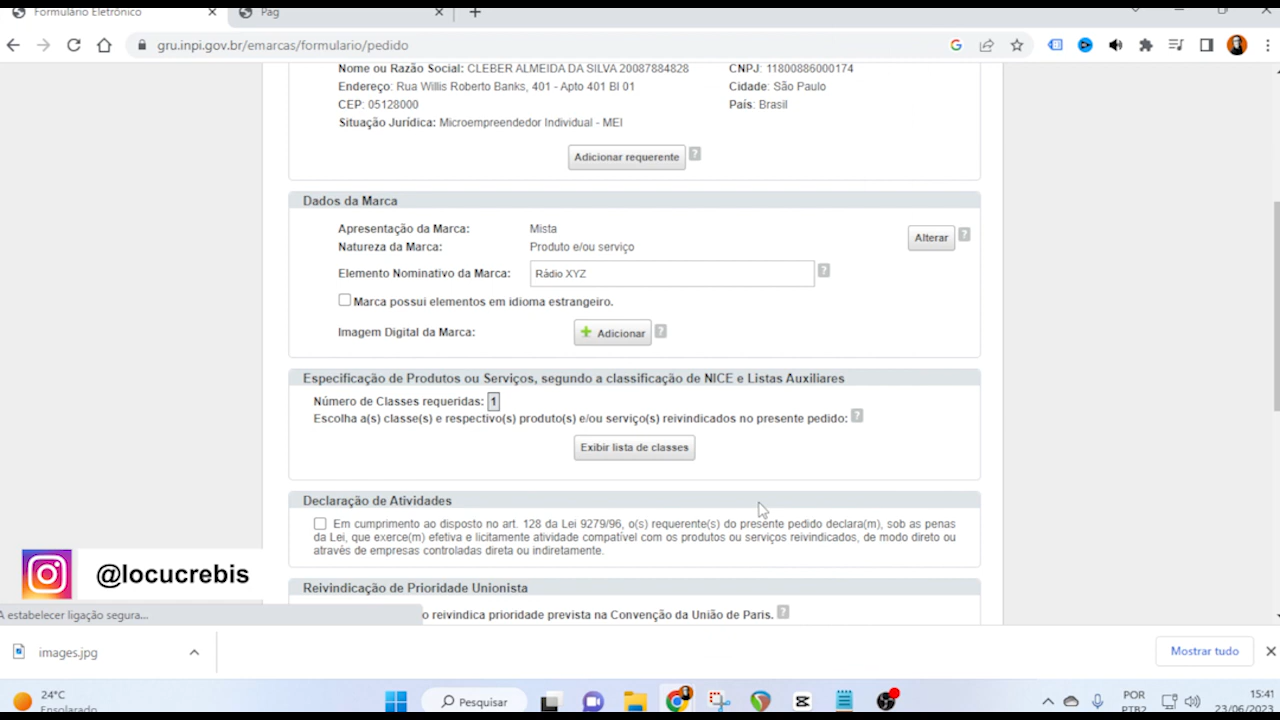 Formulário Eletrônico
Pag
gru.inpi.gov.br/emarcas/formulario/pedido
Nome ou Razão Social: CLEBER ALMEIDA DA SILVA 20087884828
CNPJ: 11800886000174
Endereço: Rua Willis Roberto Banks, 401 - Apto 401 Bl 01
Cidade: São Paulo
CEP: 05128000
País: Brasil
Situação Jurídica: Microempreendedor Individual - MEI
Adicionar requerente ?
Dados da Marca
Apresentação da Marca: Mista
Alterar ?
Natureza da Marca: Produto e/ou serviço
Elemento Nominativo da Marca: Rádio XYZ ?
Marca possui elementos em idioma estrangeiro.
Imagem Digital da Marca: Adicionar ?
Especificação de Produtos ou Serviços, segundo a classificação de NICE e Listas Auxiliares
Número de Classes requeridas: 1
Escolha a(s) classe(s) e respectivo(s) produto(s) e/ou serviço(s) reivindicados no presente pedido: ?
Exibir lista de classes
Declaração de Atividades
Em cumprimento ao disposto no art. 128 da Lei 9279/96, o(s) requerente(s) do presente pedido declara(m), sob as penas
da Lei, que exerce(m) efetiva e licitamente atividade compatível com os produtos ou serviços reivindicados, de modo direto ou
através de empresas controladas direta ou indiretamente.
@locucrebis
Reivindicação de Prioridade Unionista
A estabelecer ligação segura...
o reivindica prioridade prevista na Convenção da União de Paris. ?
images.jpg
Mostrar tudo
24°C
Ensolarado
Pesquisar
POR
PTB2
15:41
23/06/2023